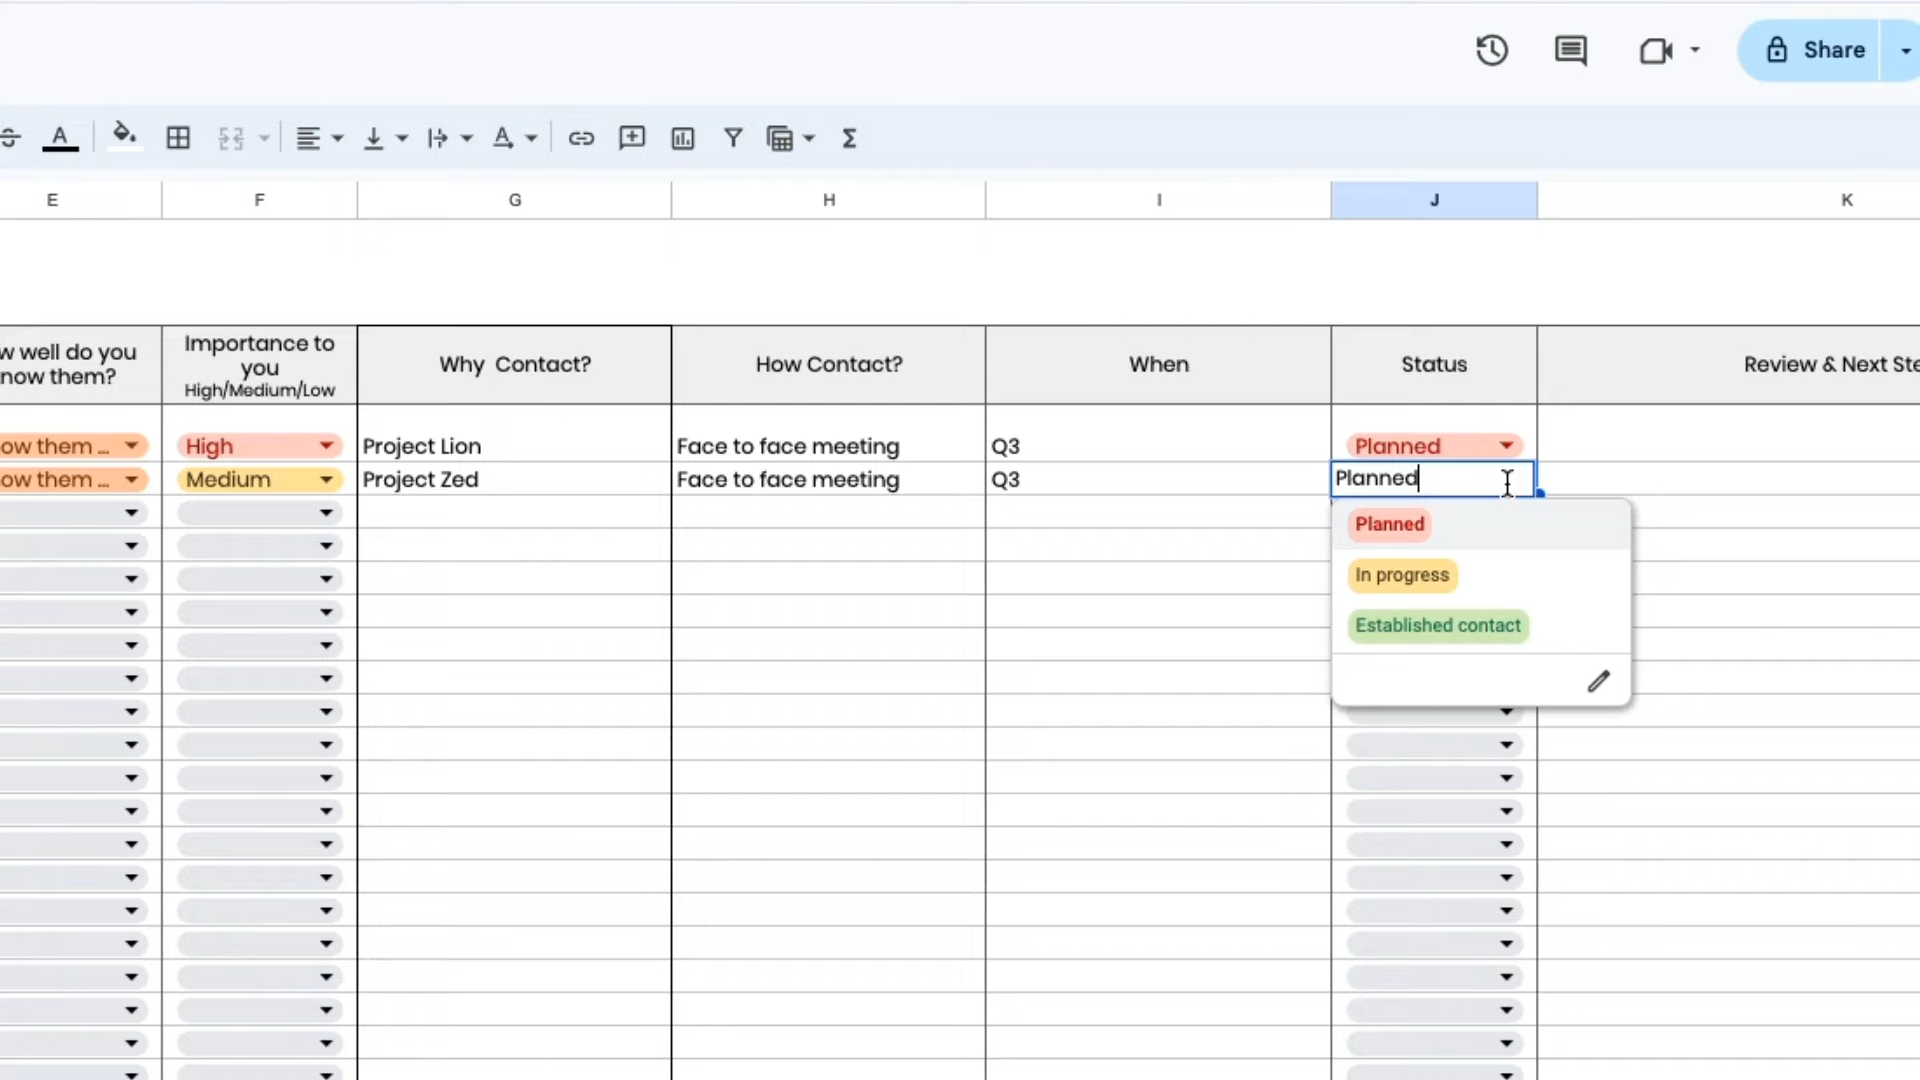 Share
E F G H I J K
w well do you
now them?
Importance to
you
High/Medium/Low
Why Contact?
How Contact?
When
Status
Review & Next Ste
ow them ...
High
Project Lion
Face to face meeting
Q3
Planned
ow them ...
Medium
Project Zed
Face to face meeting
Q3
Planned
Planned
In progress
Established contact